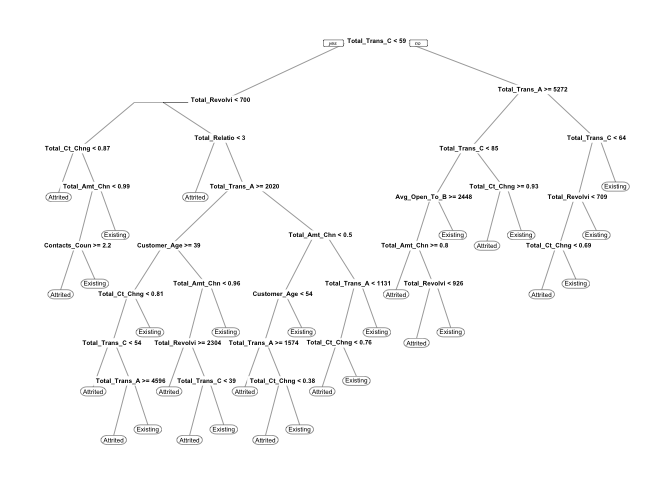 yes Total_Trans_C < 59 no
Total_Trans_A >= 5272
Total_Revolvi < 700
Total_Relatio < 3
Total_Trans_C < 64
Total_Ct_Chng < 0.87
Total_Trans_C < 85
Total_Amt_Chn < 0.99
Total_Trans_A >= 2020
Total_Ct_Chng >= 0.93
Existing
Attrited
Attrited
Avg_Open_To_B >= 2448
Total_Revolvi < 709
Existing
Total_Amt_Chn < 0.5
Existing
Existing
Contacts_Coun >= 2.2
Customer_Age >= 39
Attrited
Total_Amt_Chn >= 0.8
Total_Ct_Chng < 0.69
Existing
Total_Amt_Chn < 0.96
Total_Trans_A < 1131
Total_Revolvi < 926
Existing
Attrited
Total_Ct_Chng < 0.81
Customer_Age < 54
Attrited
Attrited
Existing
Existing
Existing
Existing
Existing
Total_Trans_C < 54
Total_Revolvi >= 2304
Total_Trans_A >= 1574
Total_Ct_Chng < 0.76
Attrited
Total_Trans_A >= 4596
Total_Trans_C < 39
Total_Ct_Chng < 0.38
Existing
Attrited
Attrited
Attrited
Attrited
Existing
Existing
Existing
Attrited
Attrited
Attrited